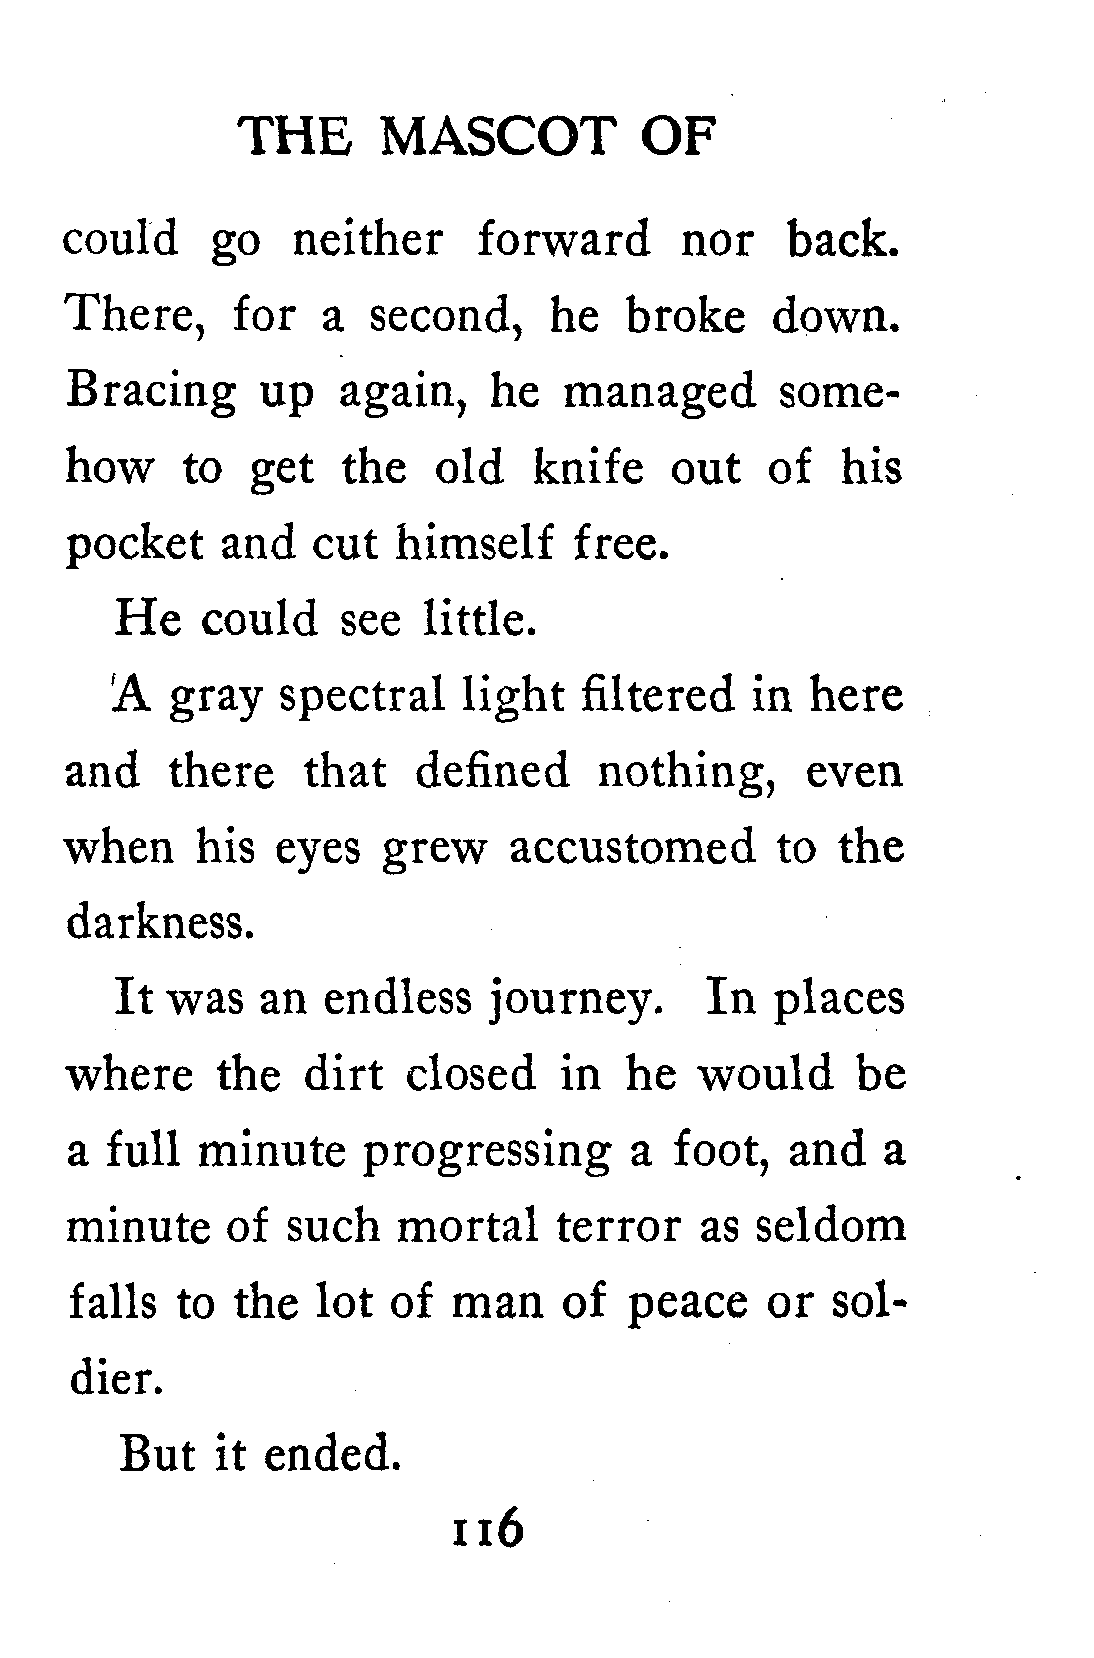 THE MASCOT OF
could go neither forward nor back.
There, for a second, he broke down.
Bracing up again, he managed some-
how to get the old knife out of his
pocket and cut himself free.
He could see little.
'A gray spectral light filtered in here
and there that defined nothing, even
when his eyes grew accustomed to the
darkness.
It was an endless journey. In places
where the dirt closed in he would be
a full minute progressing a foot, and a
minute of such mortal terror as seldom
falls to the lot of man of peace or sol-
dier.
But it ended.
116